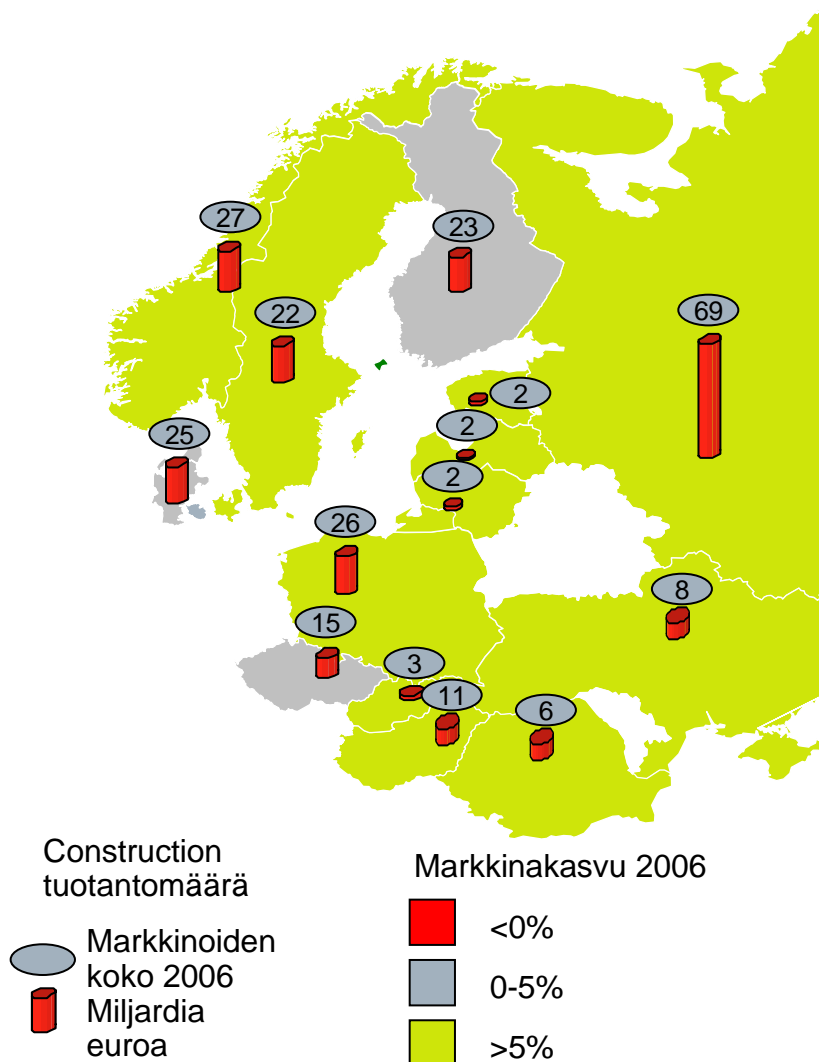 27
23
22
69
2
2
25
2
26
8
15
3
11
6
Construction
tuotantomäärä
Markkinoiden
koko 2006
Miljardia
euroa
Markkinakasvu 2006
<0%
0-5%
>5%